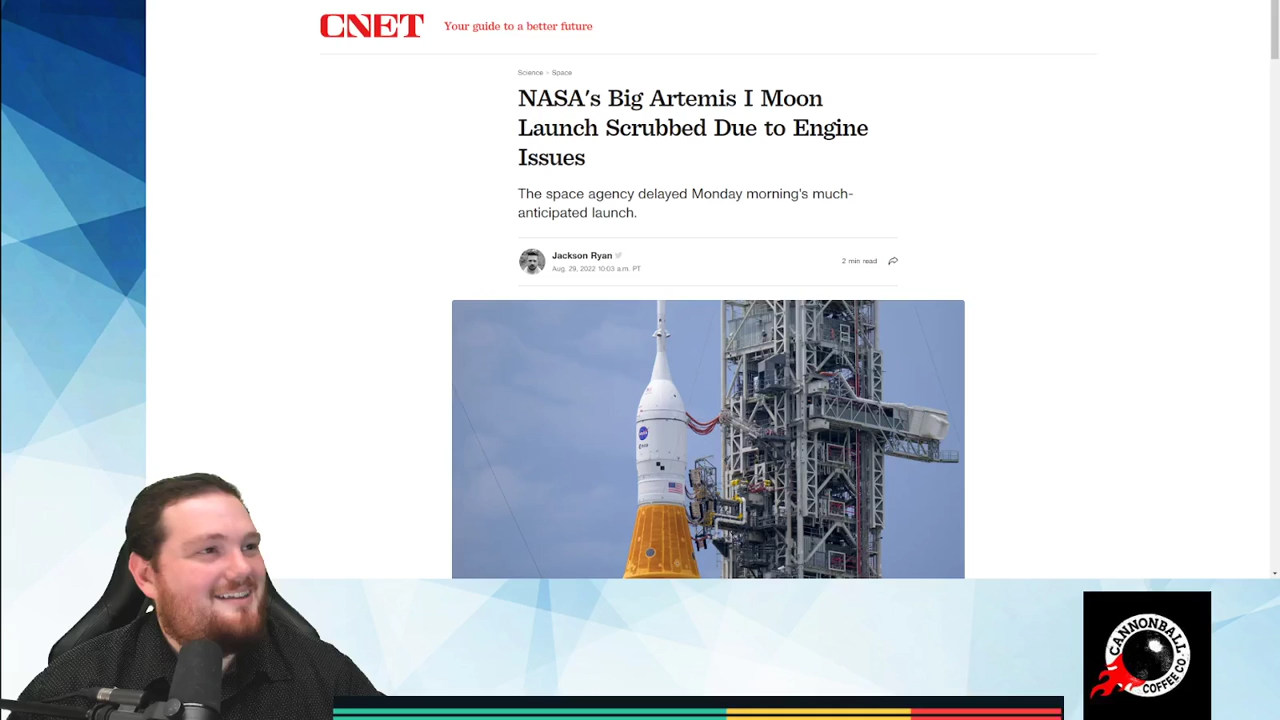 CNET
Your guide to a better future
Science
Space
NASA's Big Artemis I Moon
Launch Scrubbed Due to Engine
Issues
The space agency delayed Monday morning's much-
anticipated launch.
Jackson Ryan
Aug. 29, 2022 10:03 a.m. PT
2 min read
NASA
CANNONBALL
COFFEE CO.